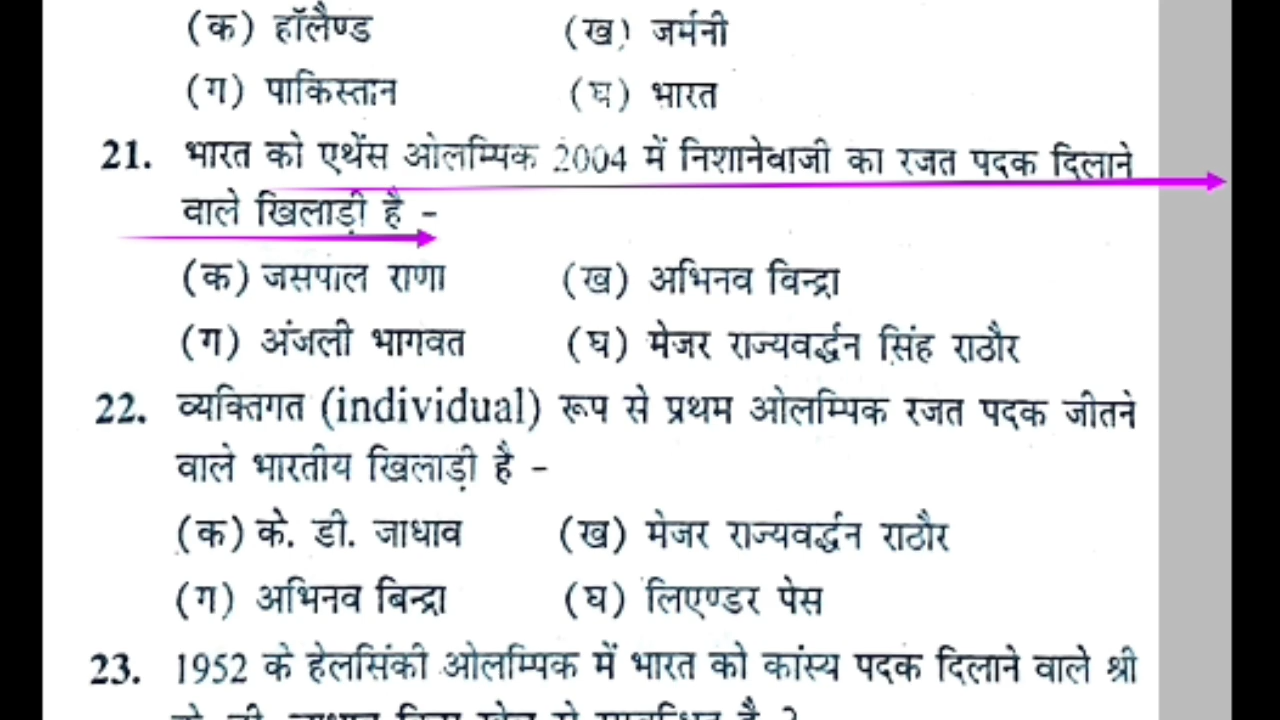 (क) हॉलैण्ड (ख) जर्मनी
(ग) पाकिस्तान (घ) भारत
21. भारत को एथेंस ओलम्पिक 2004 में निशानेबाजी का रजत पदक दिलाने
वाले खिलाड़ी है -
(क) जसपाल राणा (ख) अभिनव विन्द्रा
(ग) अंजली भागवत (घ) मेजर राज्यवर्द्धन सिंह राठौर
22. व्यक्तिगत (individual) रूप से प्रथम ओलम्पिक रजत पदक जीतने
वाले भारतीय खिलाड़ी है -
(क) के. डी. जाधाव (ख) मेजर राज्यवर्द्धन राठौर
(ग) अभिनव बिन्द्रा (घ) लिएण्डर पेस
23. 1952 के हेलसिंकी ओलम्पिक में भारत को कांस्य पदक दिलाने वाले श्री